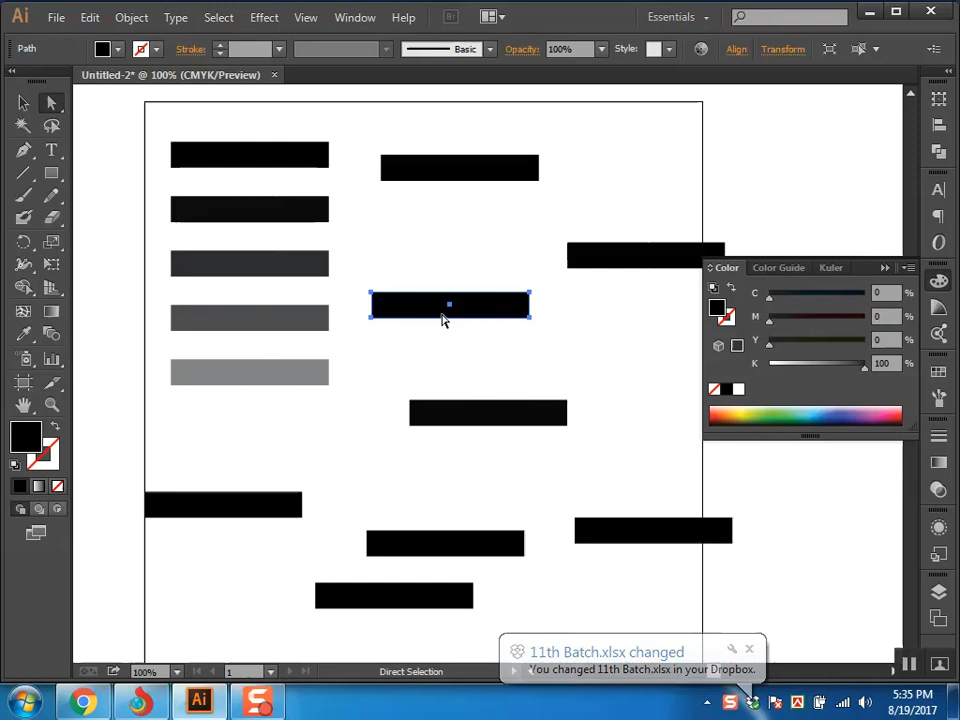 Ai File Edit Object Type Select Effect View Window Help Br Essentials
Path Stroke: Basic Opacity: 100% Style: Align Transform
Untitled-2* @ 100% (CMYK/Preview) ×
Color Color Guide Kuler
C 0 %
M 0 %
Y 0 %
K 100 %
11th Batch.xlsx changed
You changed 11th Batch.xlsx in your Dropbox.
100% 1 Direct Selection
Ai S S A 5:35 PM
8/19/2017